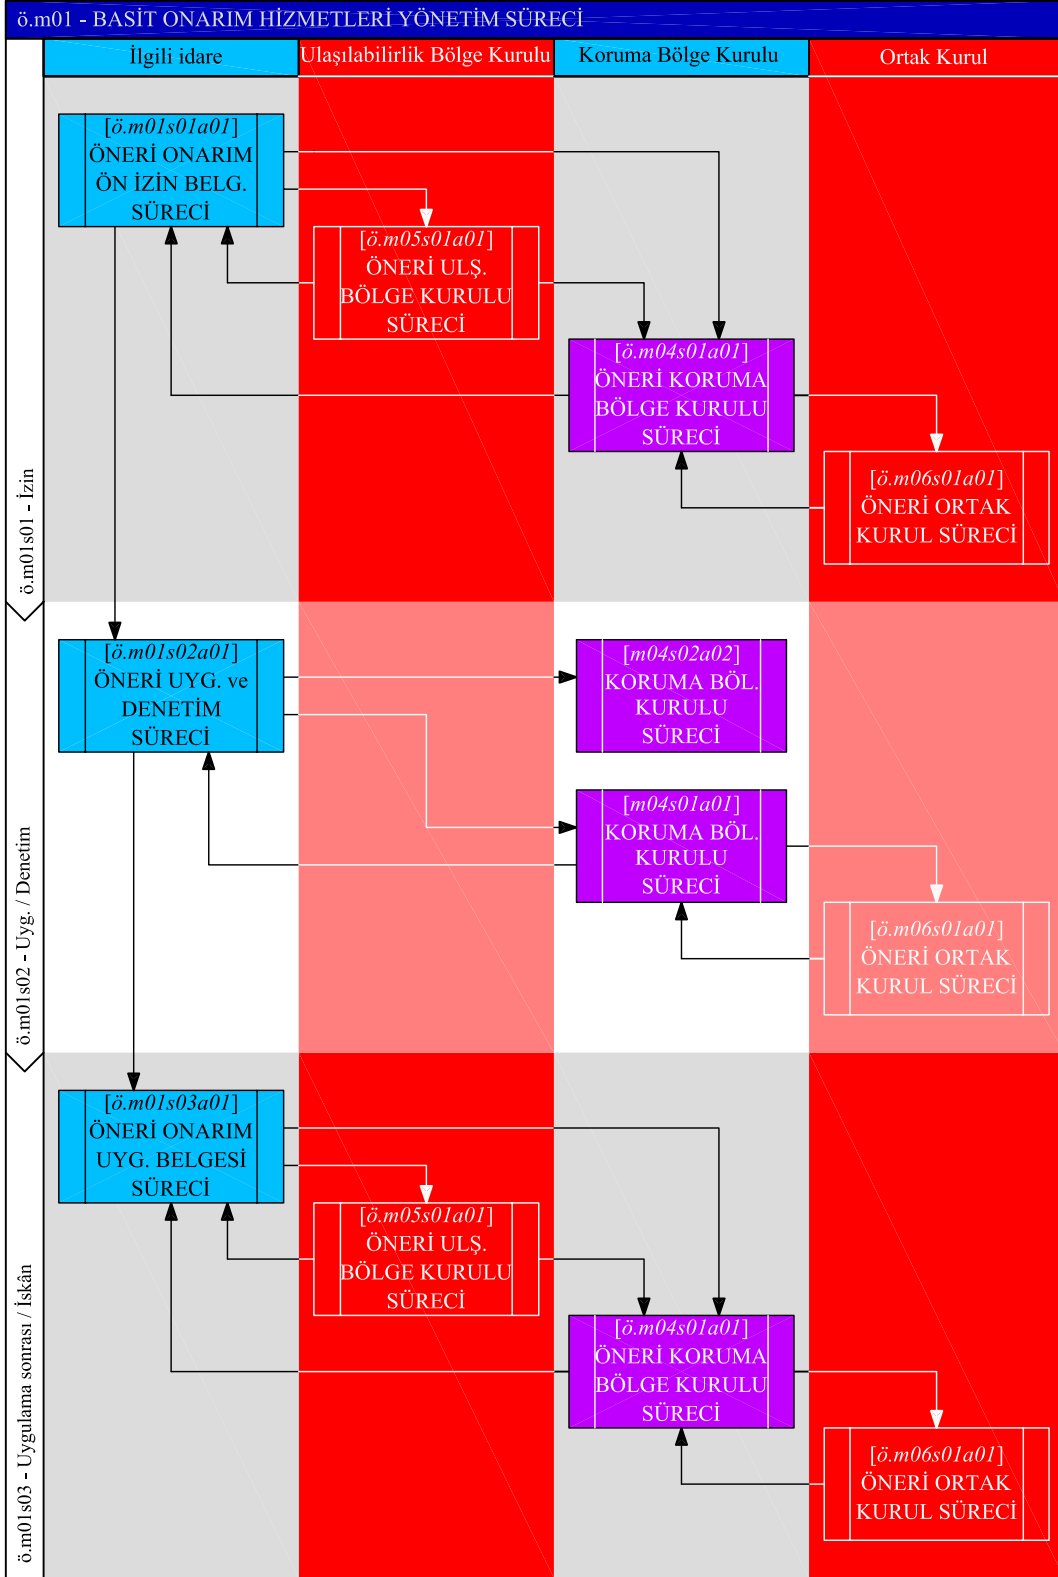 ö.m01 - BASİT ONARIM HİZMETLERİ YÖNETİM SÜRECİ
İlgili idare
Ulaşılabilirlik Bölge Kurulu
Koruma Bölge Kurulu
Ortak Kurul
ö.m01s01 - İzin
[ö.m01s01a01]
ÖNERİ ONARIM
ÖN İZİN BELG.
SÜRECİ
[ö.m05s01a01]
ÖNERİ ULŞ.
BÖLGE KURULU
SÜRECİ
[ö.m04s01a01]
ÖNERİ KORUMA
BÖLGE KURULU
SÜRECİ
[ö.m06s01a01]
ÖNERİ ORTAK
KURUL SÜRECİ
ö.m01s02 - Uyg. / Denetim
[ö.m01s02a01]
ÖNERİ UYG. ve
DENETİM
SÜRECİ
[m04s02a02]
KORUMA BÖL.
KURULU
SÜRECİ
[m04s01a01]
KORUMA BÖL.
KURULU
SÜRECİ
[ö.m06s01a01]
ÖNERİ ORTAK
KURUL SÜRECİ
ö.m01s03 - Uygulama sonrası / İskân
[ö.m01s03a01]
ÖNERİ ONARIM
UYG. BELGESİ
SÜRECİ
[ö.m05s01a01]
ÖNERİ ULŞ.
BÖLGE KURULU
SÜRECİ
[ö.m04s01a01]
ÖNERİ KORUMA
BÖLGE KURULU
SÜRECİ
[ö.m06s01a01]
ÖNERİ ORTAK
KURUL SÜRECİ